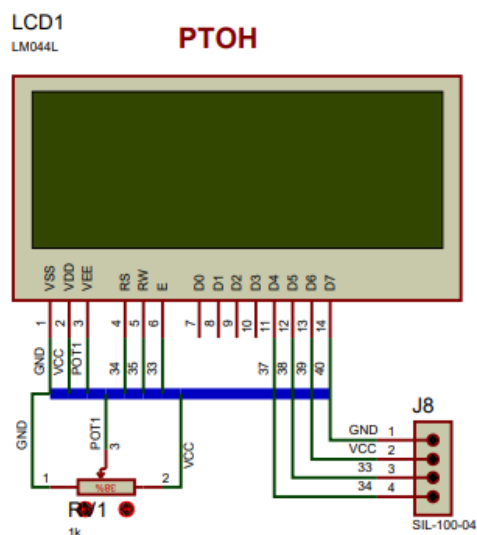 LCD1
LM044L
PTOH
VSS
VDD
VEE
RS
RW
E
D0
D1
D2
D3
D4
D5
D6
D7
1
2
3
4
5
6
7
8
9
10
11
12
13
14
GND
VCC
POT1
34
35
33
37
38
39
40
J8
GND 1
VCC 2
33 3
34 4
SIL-100-04
GND
POT1
VCC
3
1
2
38%
RV1
1k